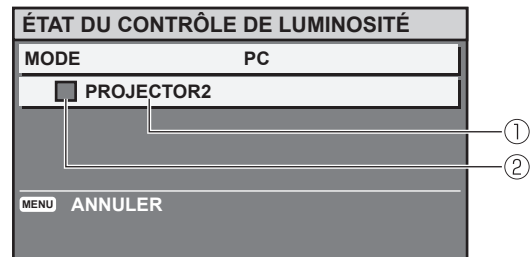 ÉTAT DU CONTRÔLE DE LUMINOSITÉ
MODE PC
PROJECTOR2
①
②
MENU ANNULER